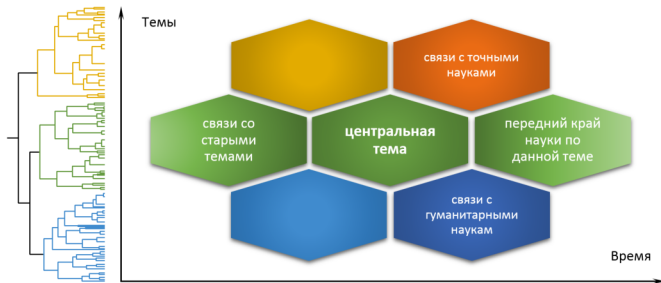 Темы
связи с точными
науками
связи со
старыми
темами
центральная
тема
передний край
науки по
данной теме
связи с
гуманитарными
наукам
Время